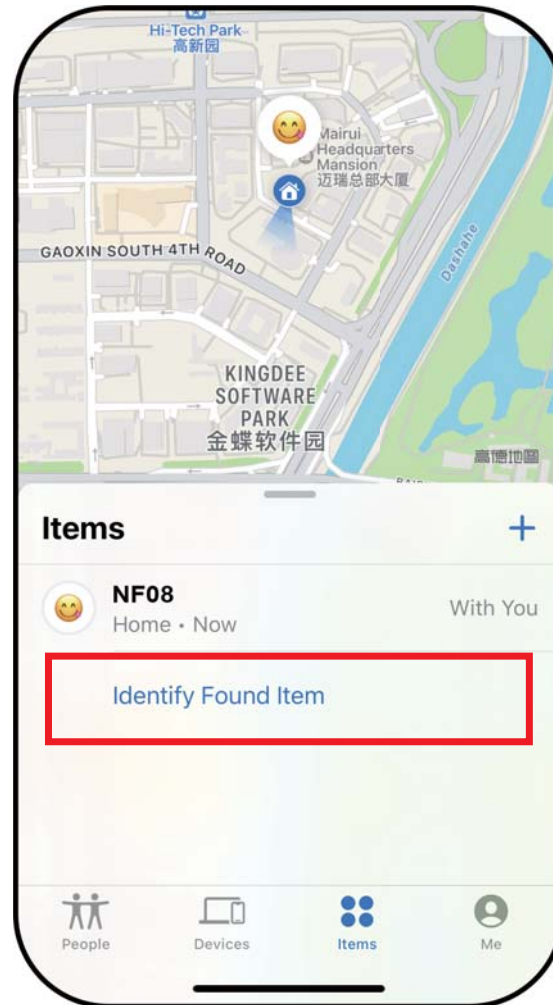 Hi-Tech Park
高新园
Mairui
Headquarters
Mansion
迈瑞总部大厦
GAOXIN SOUTH 4TH ROAD
Dashahe
KINGDEE
SOFTWARE
PARK
金蝶软件园
高德地圖
Items
+
NF08
With You
Home • Now
Identify Found Item
People
Devices
Items
Me